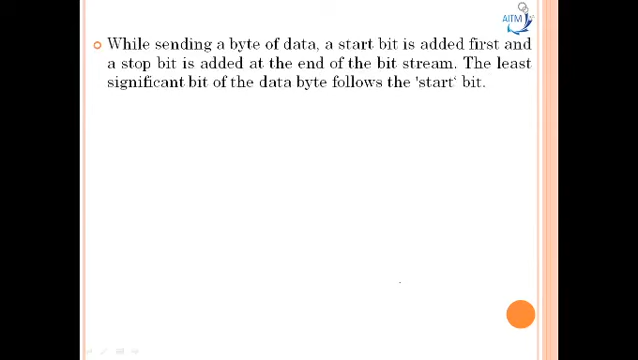 AITM
While sending a byte of data, a start bit is added first and
a stop bit is added at the end of the bit stream. The least
significant bit of the data byte follows the 'start‘ bit.